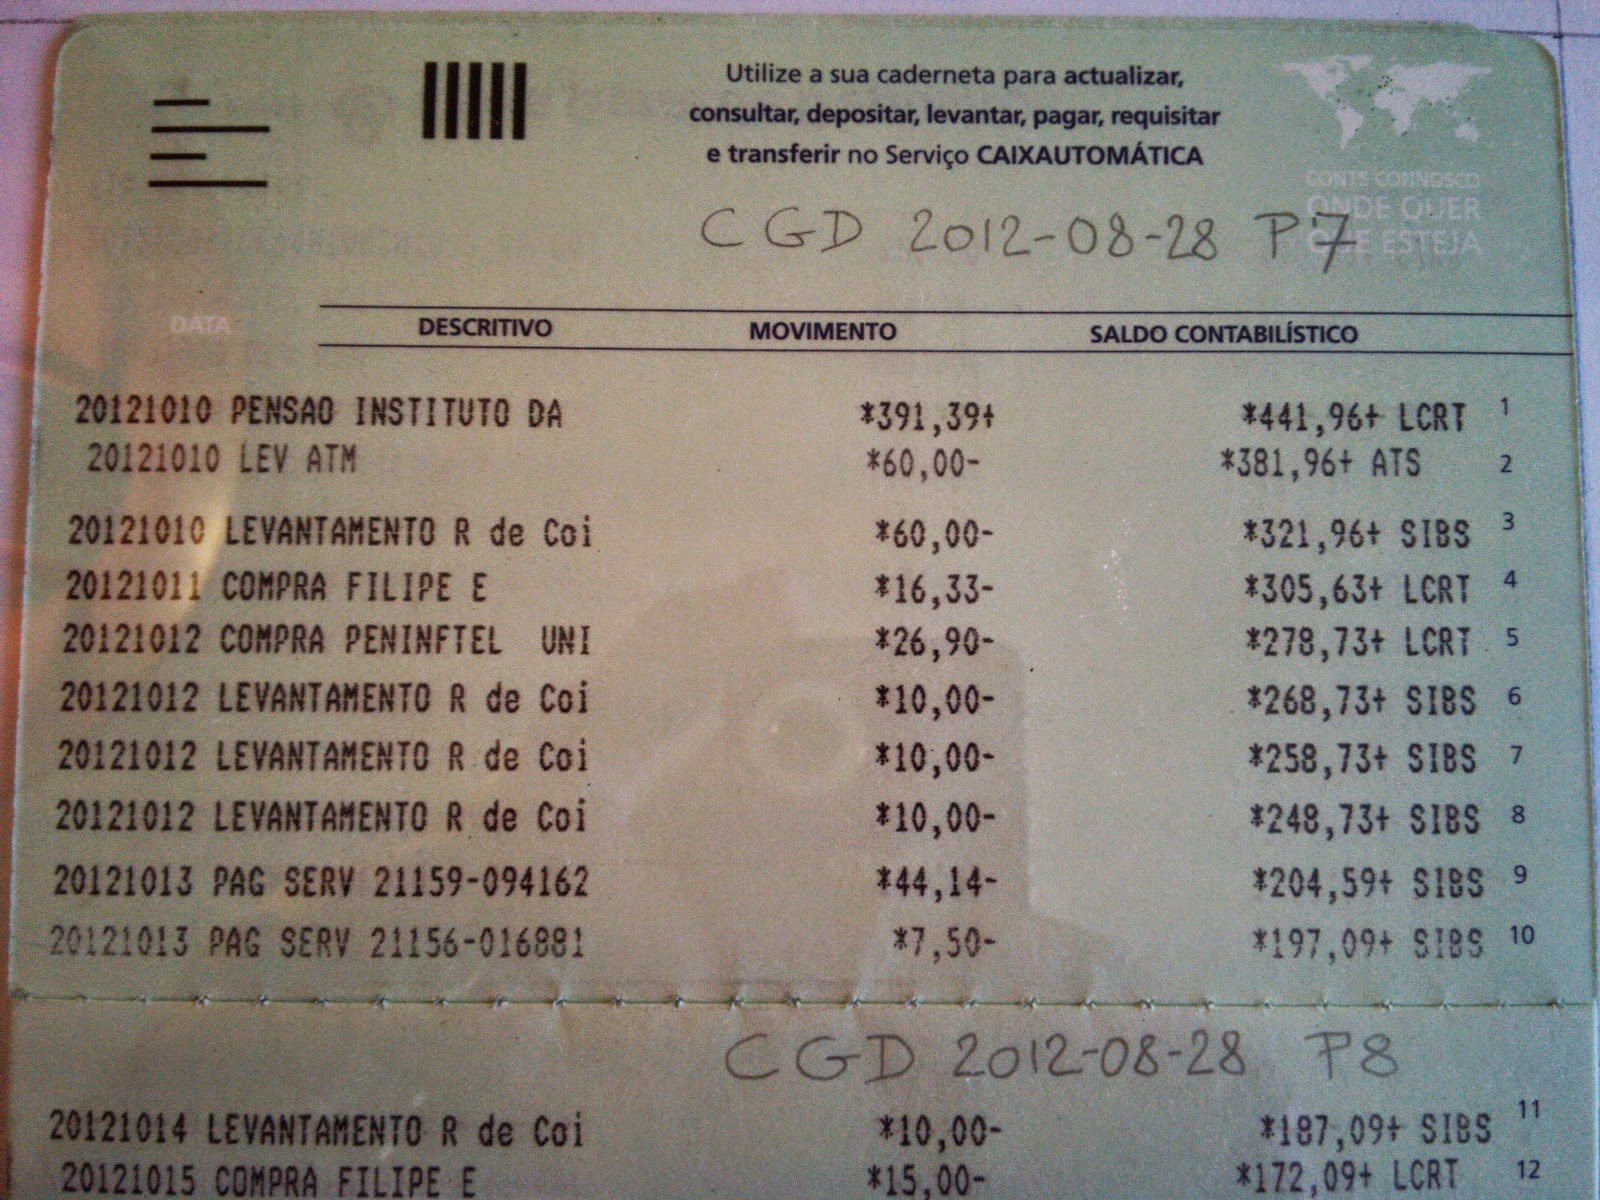 Utilize a sua caderneta para actualizar,
consultar, depositar, levantar, pagar, requisitar
e transferir no Serviço CAIXAUTOMÁTICA
CONTE CONNOSCO
ONDE QUER
QUE ESTEJA
CGD 2012-08-28 P7
DATA DESCRITIVO MOVIMENTO SALDO CONTABILÍSTICO
20121010 PENSAO INSTITUTO DA *391,39+ *441,96+ LCRT 1
20121010 LEV ATM *60,00- *381,96+ ATS 2
20121010 LEVANTAMENTO R de Coi *60,00- *321,96+ SIBS 3
20121011 COMPRA FILIPE E *16,33- *305,63+ LCRT 4
20121012 COMPRA PENINFTEL UNI *26,90- *278,73+ LCRT 5
20121012 LEVANTAMENTO R de Coi *10,00- *268,73+ SIBS 6
20121012 LEVANTAMENTO R de Coi *10,00- *258,73+ SIBS 7
20121012 LEVANTAMENTO R de Coi *10,00- *248,73+ SIBS 8
20121013 PAG SERV 21159-094162 *44,14- *204,59+ SIBS 9
20121013 PAG SERV 21156-016881 *7,50- *197,09+ SIBS 10
CGD 2012-08-28 P8
20121014 LEVANTAMENTO R de Coi *10,00- *187,09+ SIBS 11
20121015 COMPRA FILIPE E *15,00- *172,09+ LCRT 12